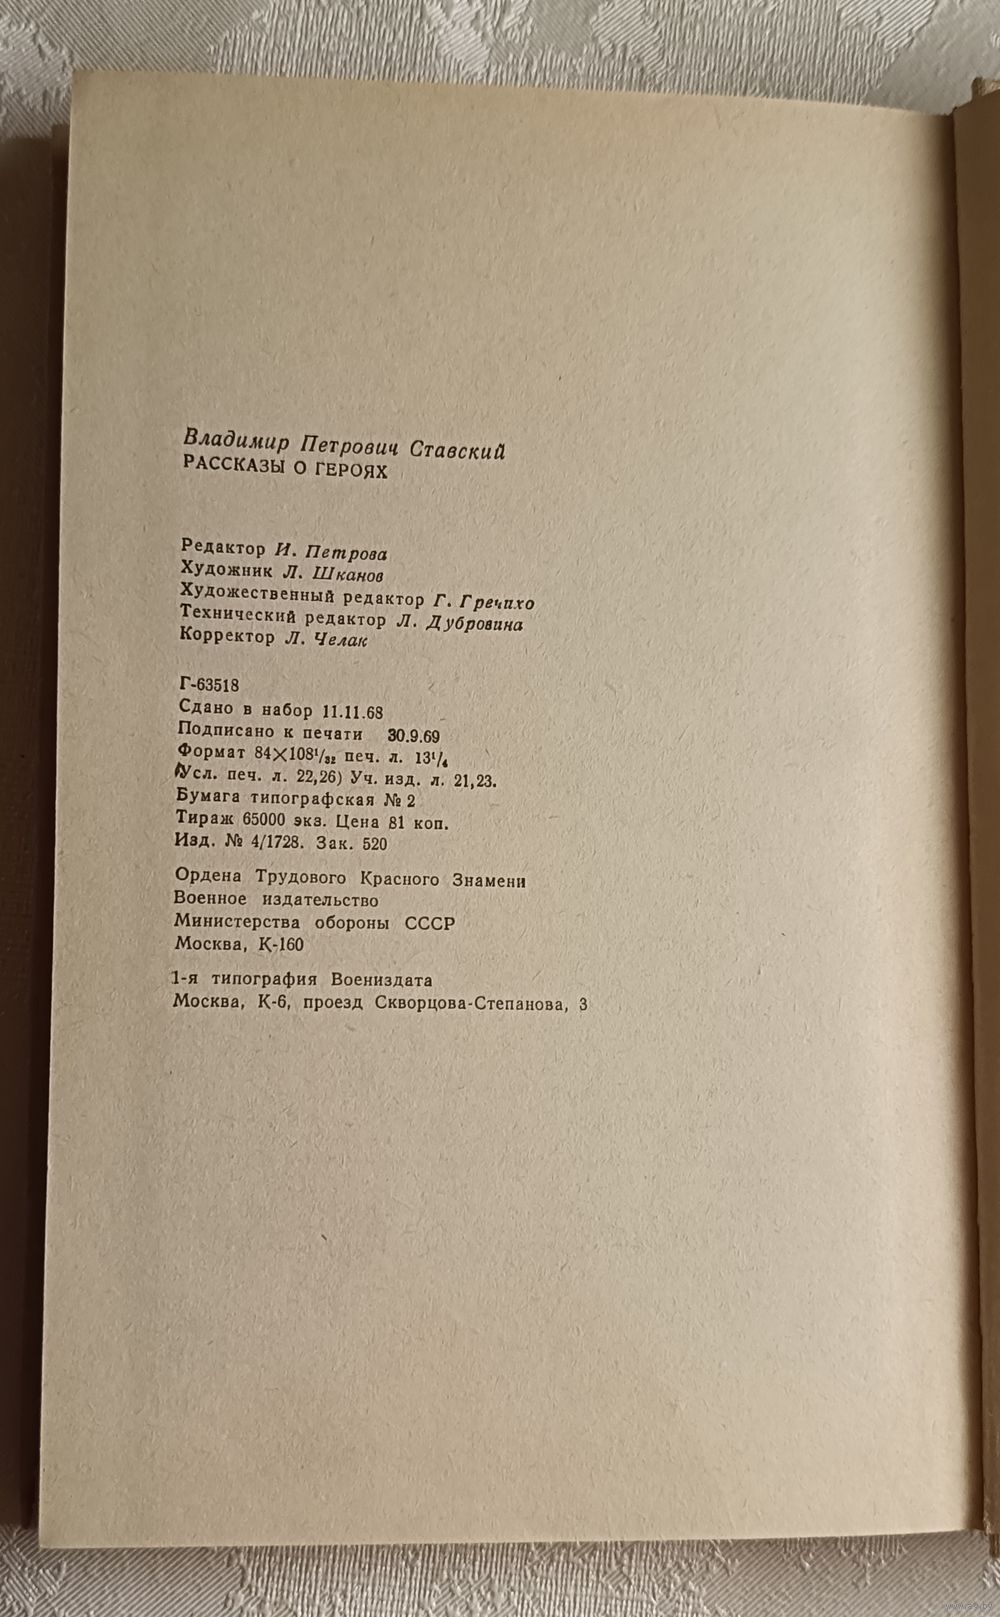 Владимир Петрович Ставский
РАССКАЗЫ О ГЕРОЯХ
Редактор И. Петрова
Художник Л. Шканов
Художественный редактор Г. Гречихо
Технический редактор Л. Дубровина
Корректор Л. Челак
Г-63518
Сдано в набор 11.11.68
Подписано к печати 30.9.69
Формат 84×108¹/₃₂ печ. л. 13¹/₄
(Усл. печ. л. 22,26) Уч. изд. л. 21,23.
Бумага типографская № 2
Тираж 65000 экз. Цена 81 коп.
Изд. № 4/1728. Зак. 520
Ордена Трудового Красного Знамени
Военное издательство
Министерства обороны СССР
Москва, К-160
1-я типография Воениздата
Москва, К-6, проезд Скворцова-Степанова, 3